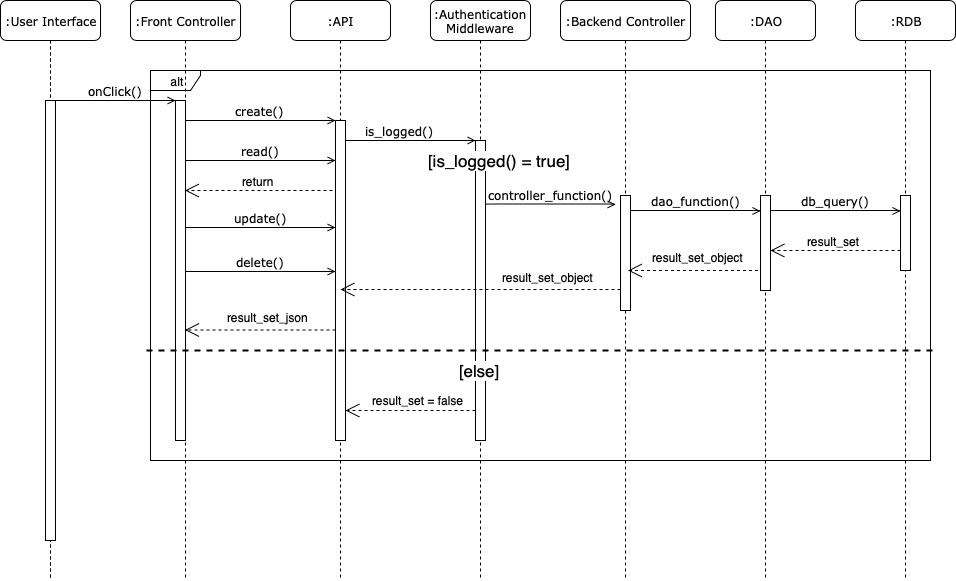 :User Interface
:Front Controller
:API
:Authentication
Middleware
:Backend Controller
:DAO
:RDB
alt
onClick()
create()
is_logged()
read()
[is_logged() = true]
return
controller_function()
dao_function()
db_query()
update()
result_set
result_set_object
delete()
result_set_object
result_set_json
[else]
result_set = false